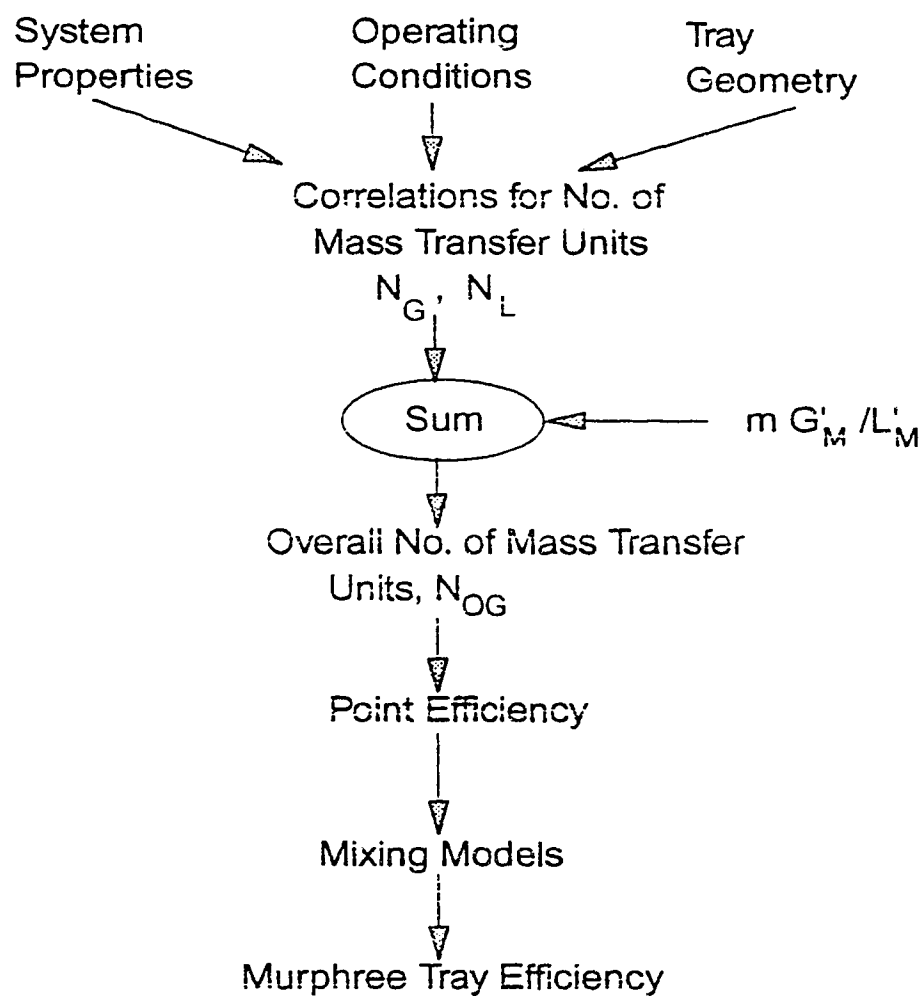 System
Properties
Operating
Conditions
Tray
Geometry
Correlations for No. of
Mass Transfer Units
N_G, N_L
Sum
m G'_M /L'_M
Overall No. of Mass Transfer
Units, N_OG
Point Efficiency
Mixing Models
Murphree Tray Efficiency